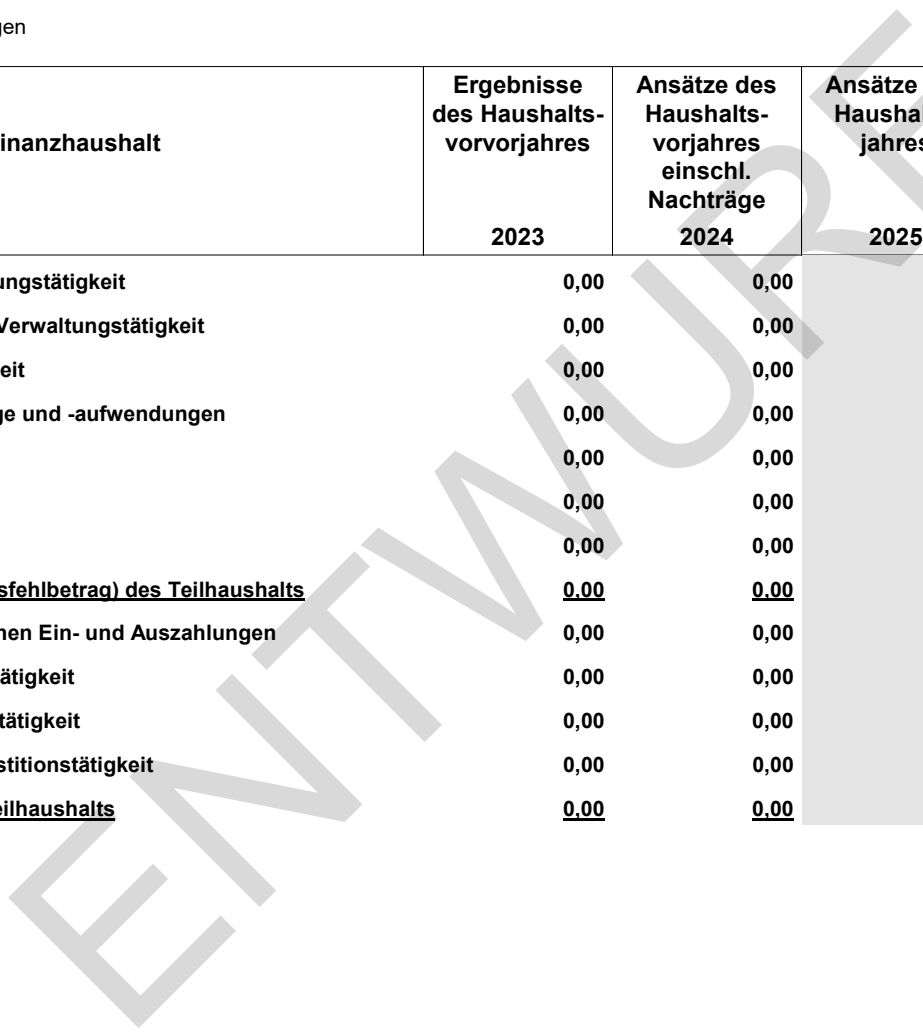 gen
inanzhaushalt
Ergebnisse
des Haushalts-
vorvorjahres
2023
Ansätze des
Haushalts-
vorjahres
einschl.
Nachträge
2024
Ansätze
Haushal
jahres
2025
ungstätigkeit 0,00 0,00
Verwaltungstätigkeit 0,00 0,00
eit 0,00 0,00
ge und -aufwendungen 0,00 0,00
0,00 0,00
0,00 0,00
0,00 0,00
sfehlbetrag) des Teilhaushalts 0,00 0,00
hen Ein- und Auszahlungen 0,00 0,00
ätigkeit 0,00 0,00
tätigkeit 0,00 0,00
stitionstätigkeit 0,00 0,00
eilhaushalts 0,00 0,00
ENTWURF